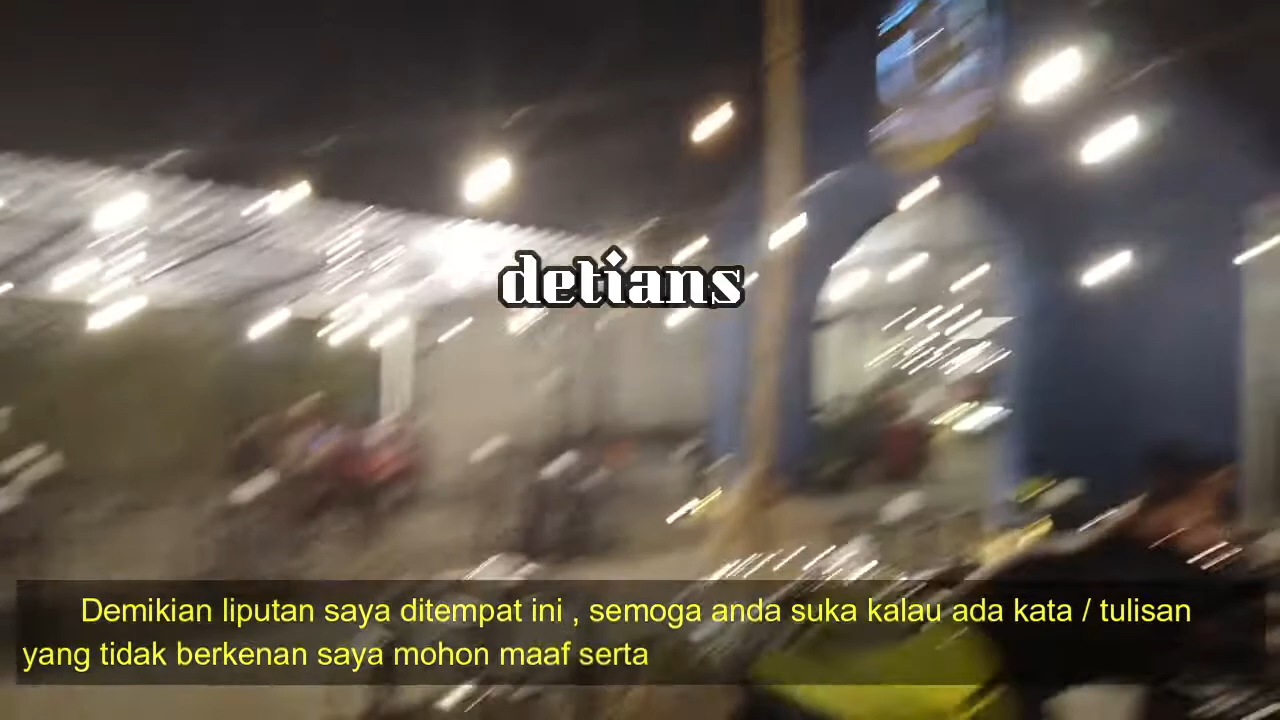 detians
Demikian liputan saya ditempat ini , semoga anda suka kalau ada kata / tulisan
yang tidak berkenan saya mohon maaf serta